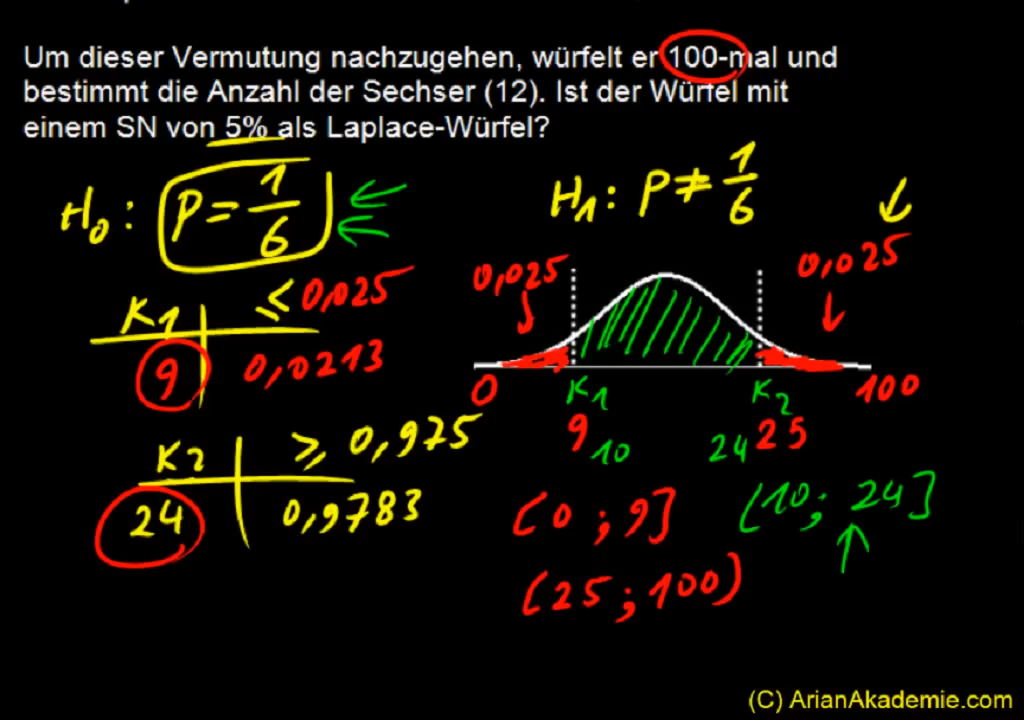 Um dieser Vermutung nachzugehen, würfelt er 100-mal und
bestimmt die Anzahl der Sechser (12). Ist der Würfel mit
einem SN von 5% als Laplace-Würfel?
H₀: P = 1/6
H₁: P ≠ 1/6
K1 ≤ 0,025
9 0,0213
K2 ≥ 0,975
24 0,9783
0,025 0,025
0 K1 K2 100
9 10 24 25
[0 ; 9] [10; 24]
(25 ; 100)
(C) ArianAkademie.com